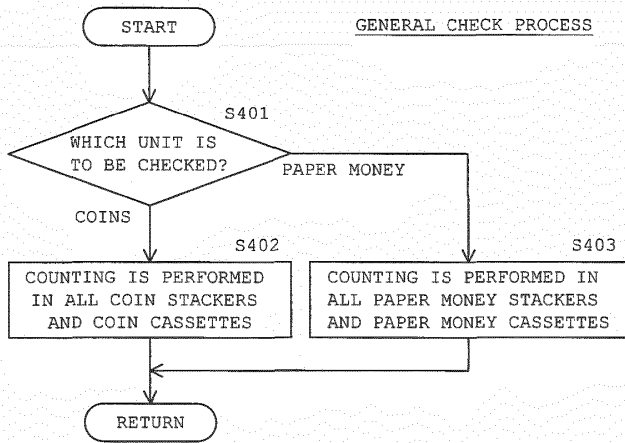 START
GENERAL CHECK PROCESS
S401
WHICH UNIT IS
TO BE CHECKED?
PAPER MONEY
COINS
S402
COUNTING IS PERFORMED
IN ALL COIN STACKERS
AND COIN CASSETTES
S403
COUNTING IS PERFORMED IN
ALL PAPER MONEY STACKERS
AND PAPER MONEY CASSETTES
RETURN